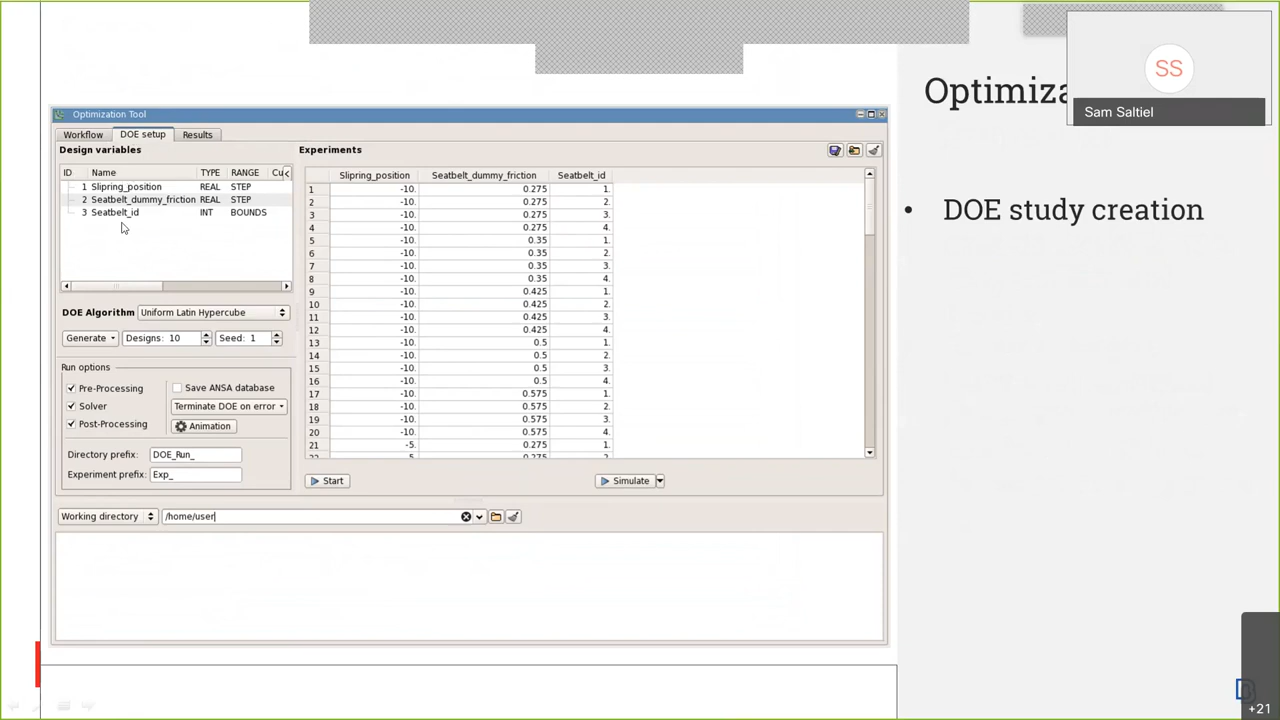 Optimiza
SS
Sam Saltiel
Optimization Tool
Workflow DOE setup Results
Design variables
ID Name TYPE RANGE Cu
1 Slipring_position REAL STEP
2 Seatbelt_dummy_friction REAL STEP
3 Seatbelt_id INT BOUNDS
DOE Algorithm Uniform Latin Hypercube
Generate Designs: 10 Seed: 1
Run options
Pre-Processing Save ANSA database
Solver Terminate DOE on error
Post-Processing Animation
Directory prefix: DOE_Run_
Experiment prefix: Exp_
Experiments
Slipring_position Seatbelt_dummy_friction Seatbelt_id
1 -10. 0.275 1.
2 -10. 0.275 2.
3 -10. 0.275 3.
4 -10. 0.275 4.
5 -10. 0.35 1.
6 -10. 0.35 2.
7 -10. 0.35 3.
8 -10. 0.35 4.
9 -10. 0.425 1.
10 -10. 0.425 2.
11 -10. 0.425 3.
12 -10. 0.425 4.
13 -10. 0.5 1.
14 -10. 0.5 2.
15 -10. 0.5 3.
16 -10. 0.5 4.
17 -10. 0.575 1.
18 -10. 0.575 2.
19 -10. 0.575 3.
20 -10. 0.575 4.
21 -5. 0.275 1.
Start Simulate
Working directory /home/user
• DOE study creation
+21